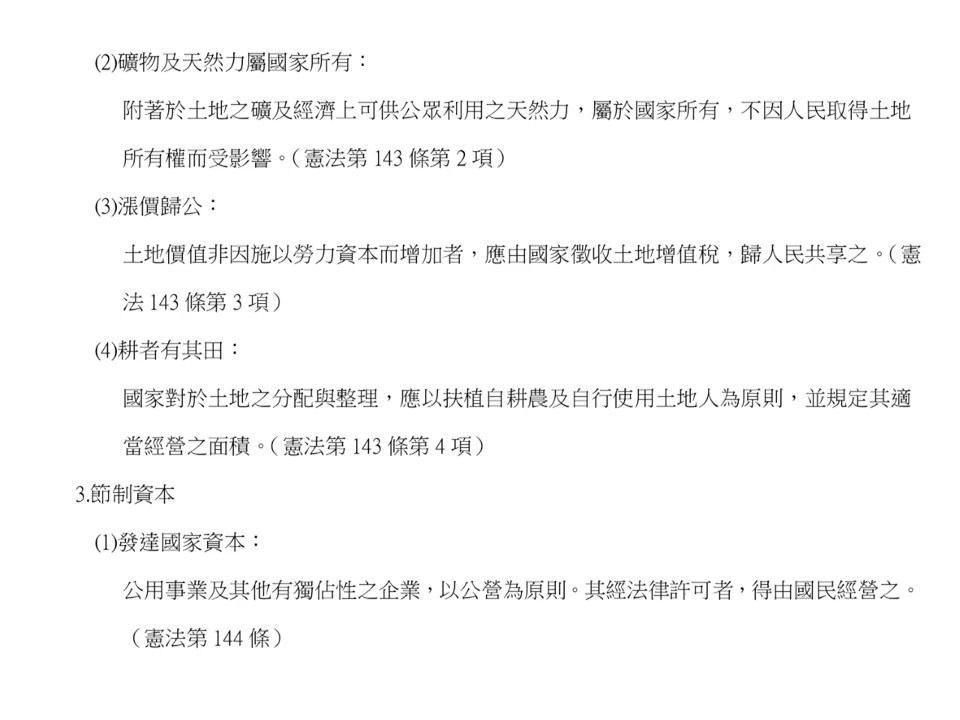 (2)礦物及天然力屬國家所有：
附著於土地之礦及經濟上可供公眾利用之天然力，屬於國家所有，不因人民取得土地
所有權而受影響。（憲法第 143 條第 2 項）
(3)漲價歸公：
土地價值非因施以勞力資本而增加者，應由國家徵收土地增值稅，歸人民共享之。（憲
法 143 條第 3 項）
(4)耕者有其田：
國家對於土地之分配與整理，應以扶植自耕農及自行使用土地人為原則，並規定其適
當經營之面積。（憲法第 143 條第 4 項）
3.節制資本
(1)發達國家資本：
公用事業及其他有獨佔性之企業，以公營為原則。其經法律許可者，得由國民經營之。
（憲法第 144 條）